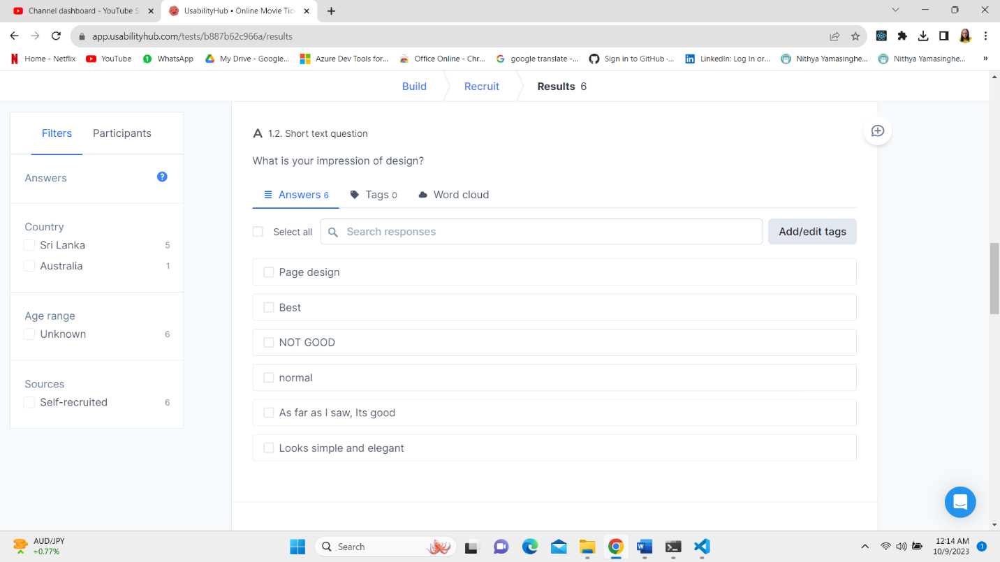 Channel dashboard - YouTube S
UsabilityHub • Online Movie Tic
app.usabilityhub.com/tests/b887b62c966a/results
Home - Netflix
YouTube
WhatsApp
My Drive - Google...
Azure Dev Tools for...
Office Online - Chr...
google translate -...
Sign in to GitHub ·...
LinkedIn: Log In or...
Nithya Yamasinghe...
Nithya Yamasinghe...
»
Build
Recruit
Results 6
Filters
Participants
Answers
?
Country
Sri Lanka 5
Australia 1
Age range
Unknown 6
Sources
Self-recruited 6
A 1.2. Short text question
What is your impression of design?
Answers 6
Tags 0
Word cloud
Select all
Search responses
Add/edit tags
Page design
Best
NOT GOOD
normal
As far as I saw, Its good
Looks simple and elegant
AUD/JPY
+0.77%
Search
12:14 AM
10/9/2023
1